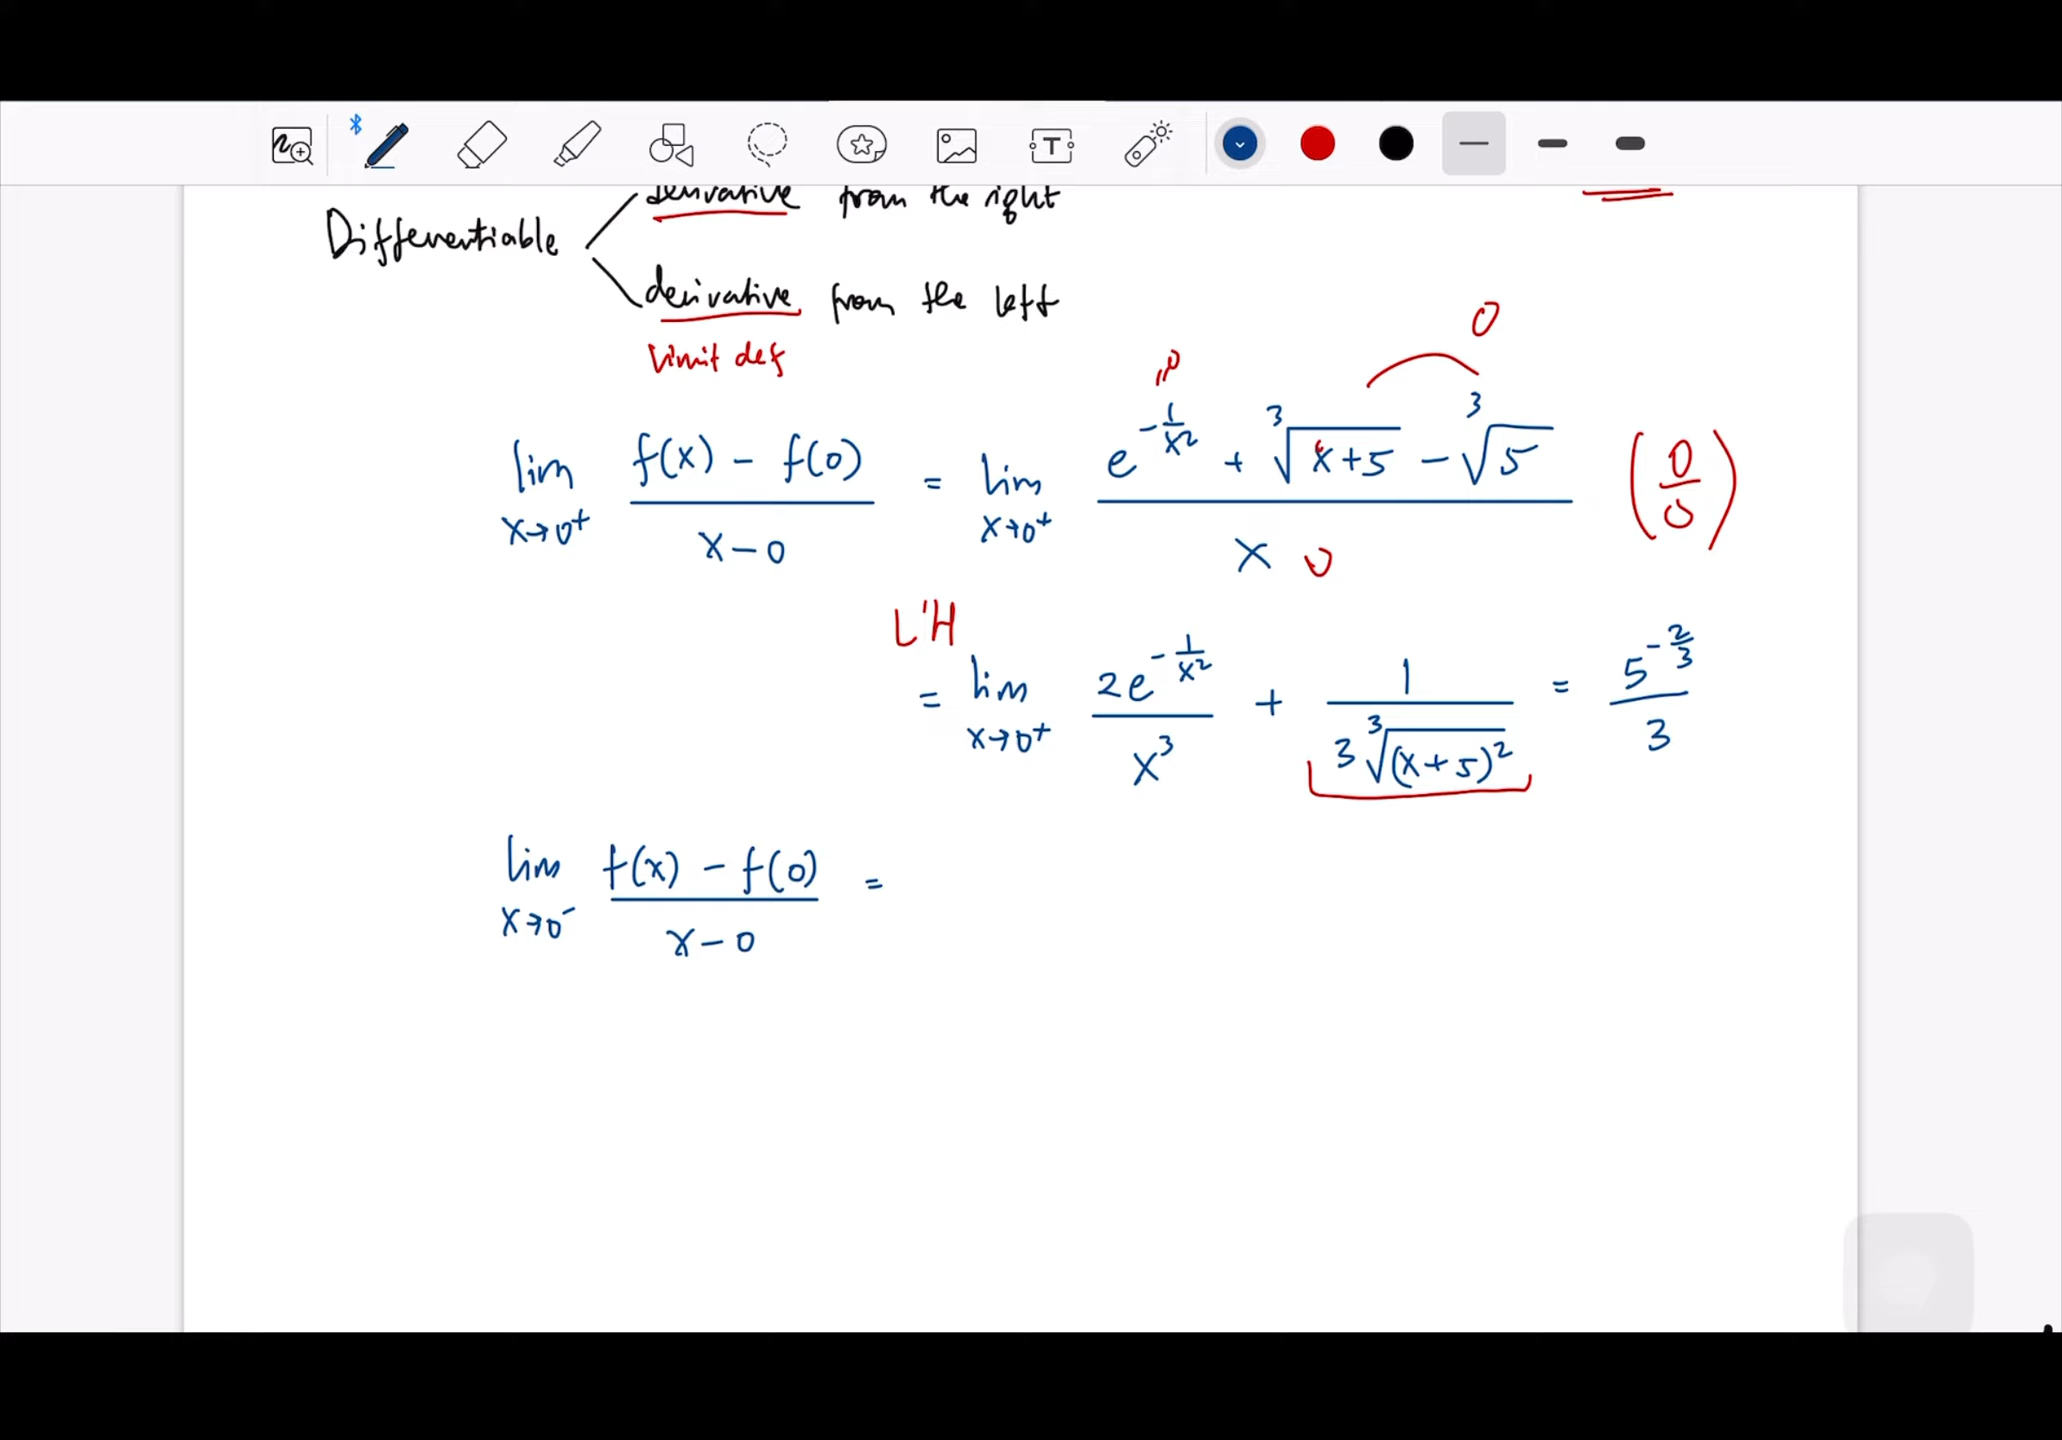 derivative from the right
Differentiable
derivative from the left
limit def
0
0
lim x→0+ (f(x) - f(0))/(x-0) = lim x→0+ (e^(-1/x²) + ∛(x+5) - ∛5)/x (0/0)
0
L'H
= lim x→0+ 2e^(-1/x²)/x³ + 1/(3∛((x+5)²)) = 5^(-2/3)/3
lim x→0- (f(x) - f(0))/(x-0) =